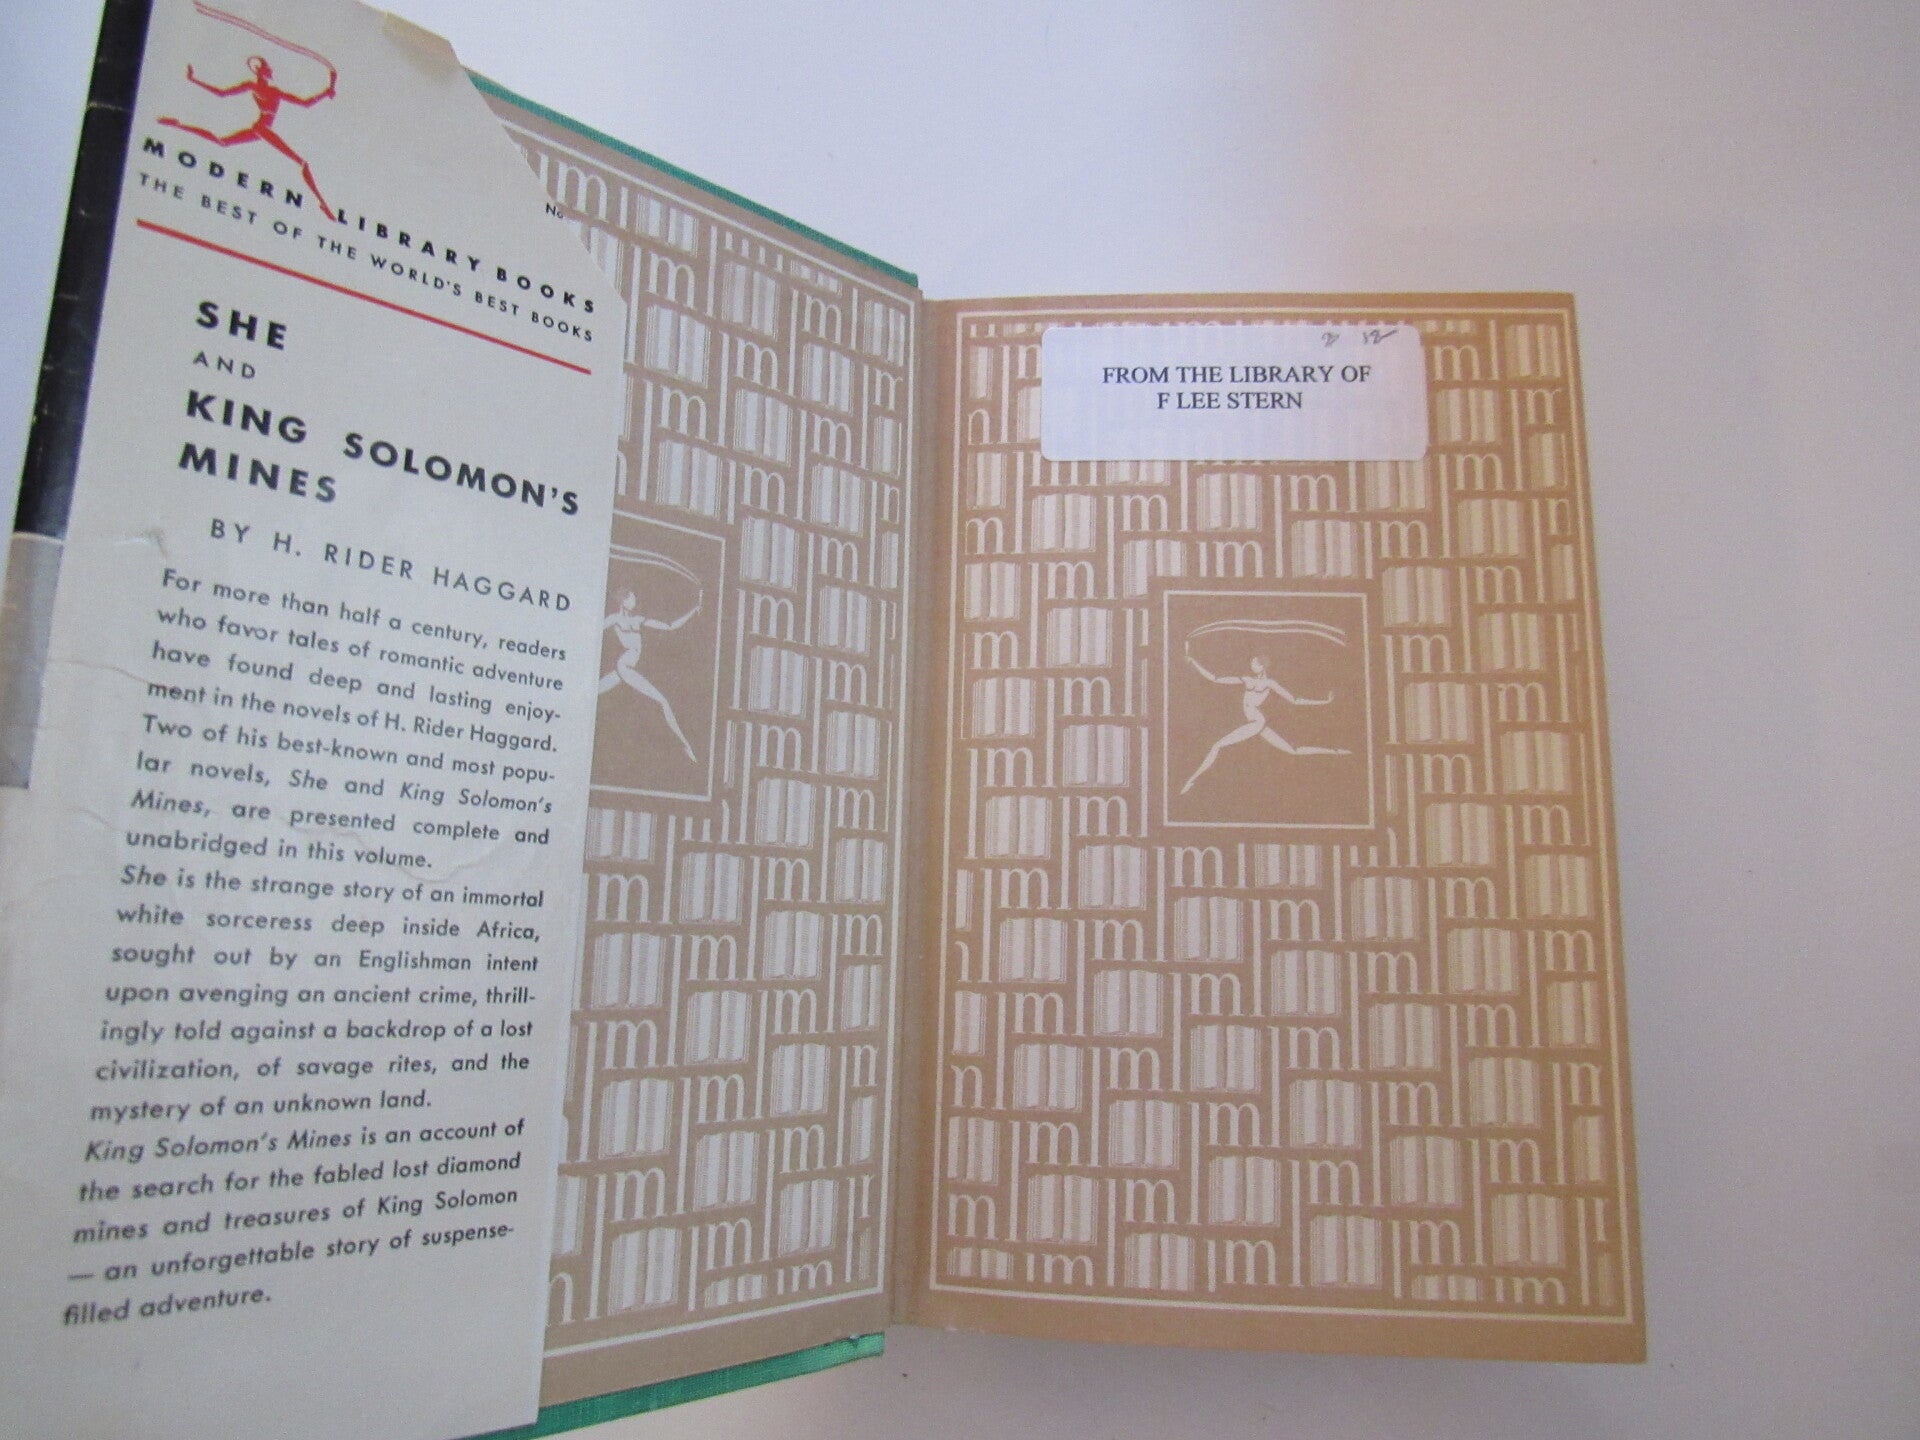 MODERN LIBRARY BOOKS
THE BEST OF THE WORLD'S BEST BOOKS
SHE
AND
KING SOLOMON'S
MINES
BY H. RIDER HAGGARD
For more than half a century, readers
who favor tales of romantic adventure
have found deep and lasting enjoy-
ment in the novels of H. Rider Haggard.
Two of his best-known and most popu-
lar novels, She and King Solomon's
Mines, are presented complete and
unabridged in this volume.
She is the strange story of an immortal
white sorceress deep inside Africa,
sought out by an Englishman intent
upon avenging an ancient crime, thrill-
ingly told against a backdrop of a lost
civilization, of savage rites, and the
mystery of an unknown land.
King Solomon's Mines is an account of
the search for the fabled lost diamond
mines and treasures of King Solomon
— an unforgettable story of suspense-
filled adventure.
No
FROM THE LIBRARY OF
F LEE STERN